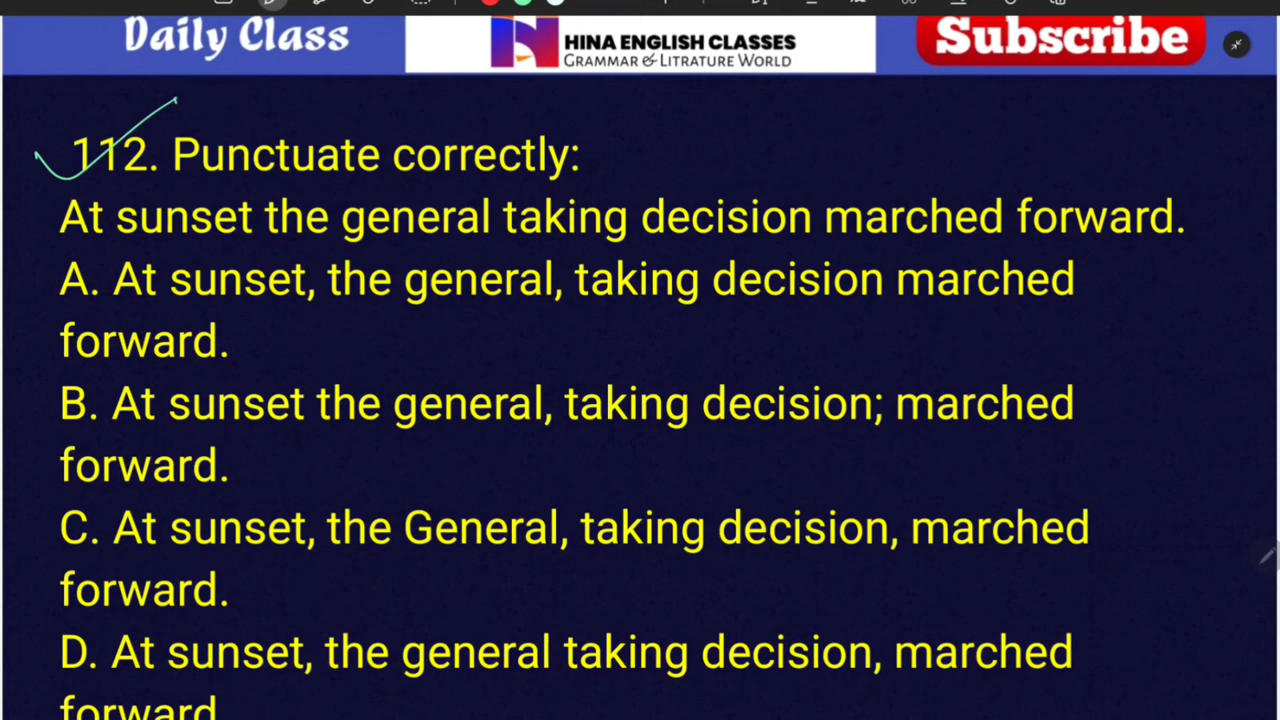 Daily Class
HINA ENGLISH CLASSES
GRAMMAR & LITRATURE WORLD
Subscribe
112. Punctuate correctly:
At sunset the general taking decision marched forward.
A. At sunset, the general, taking decision marched
forward.
B. At sunset the general, taking decision; marched
forward.
C. At sunset, the General, taking decision, marched
forward.
D. At sunset, the general taking decision, marched
forward